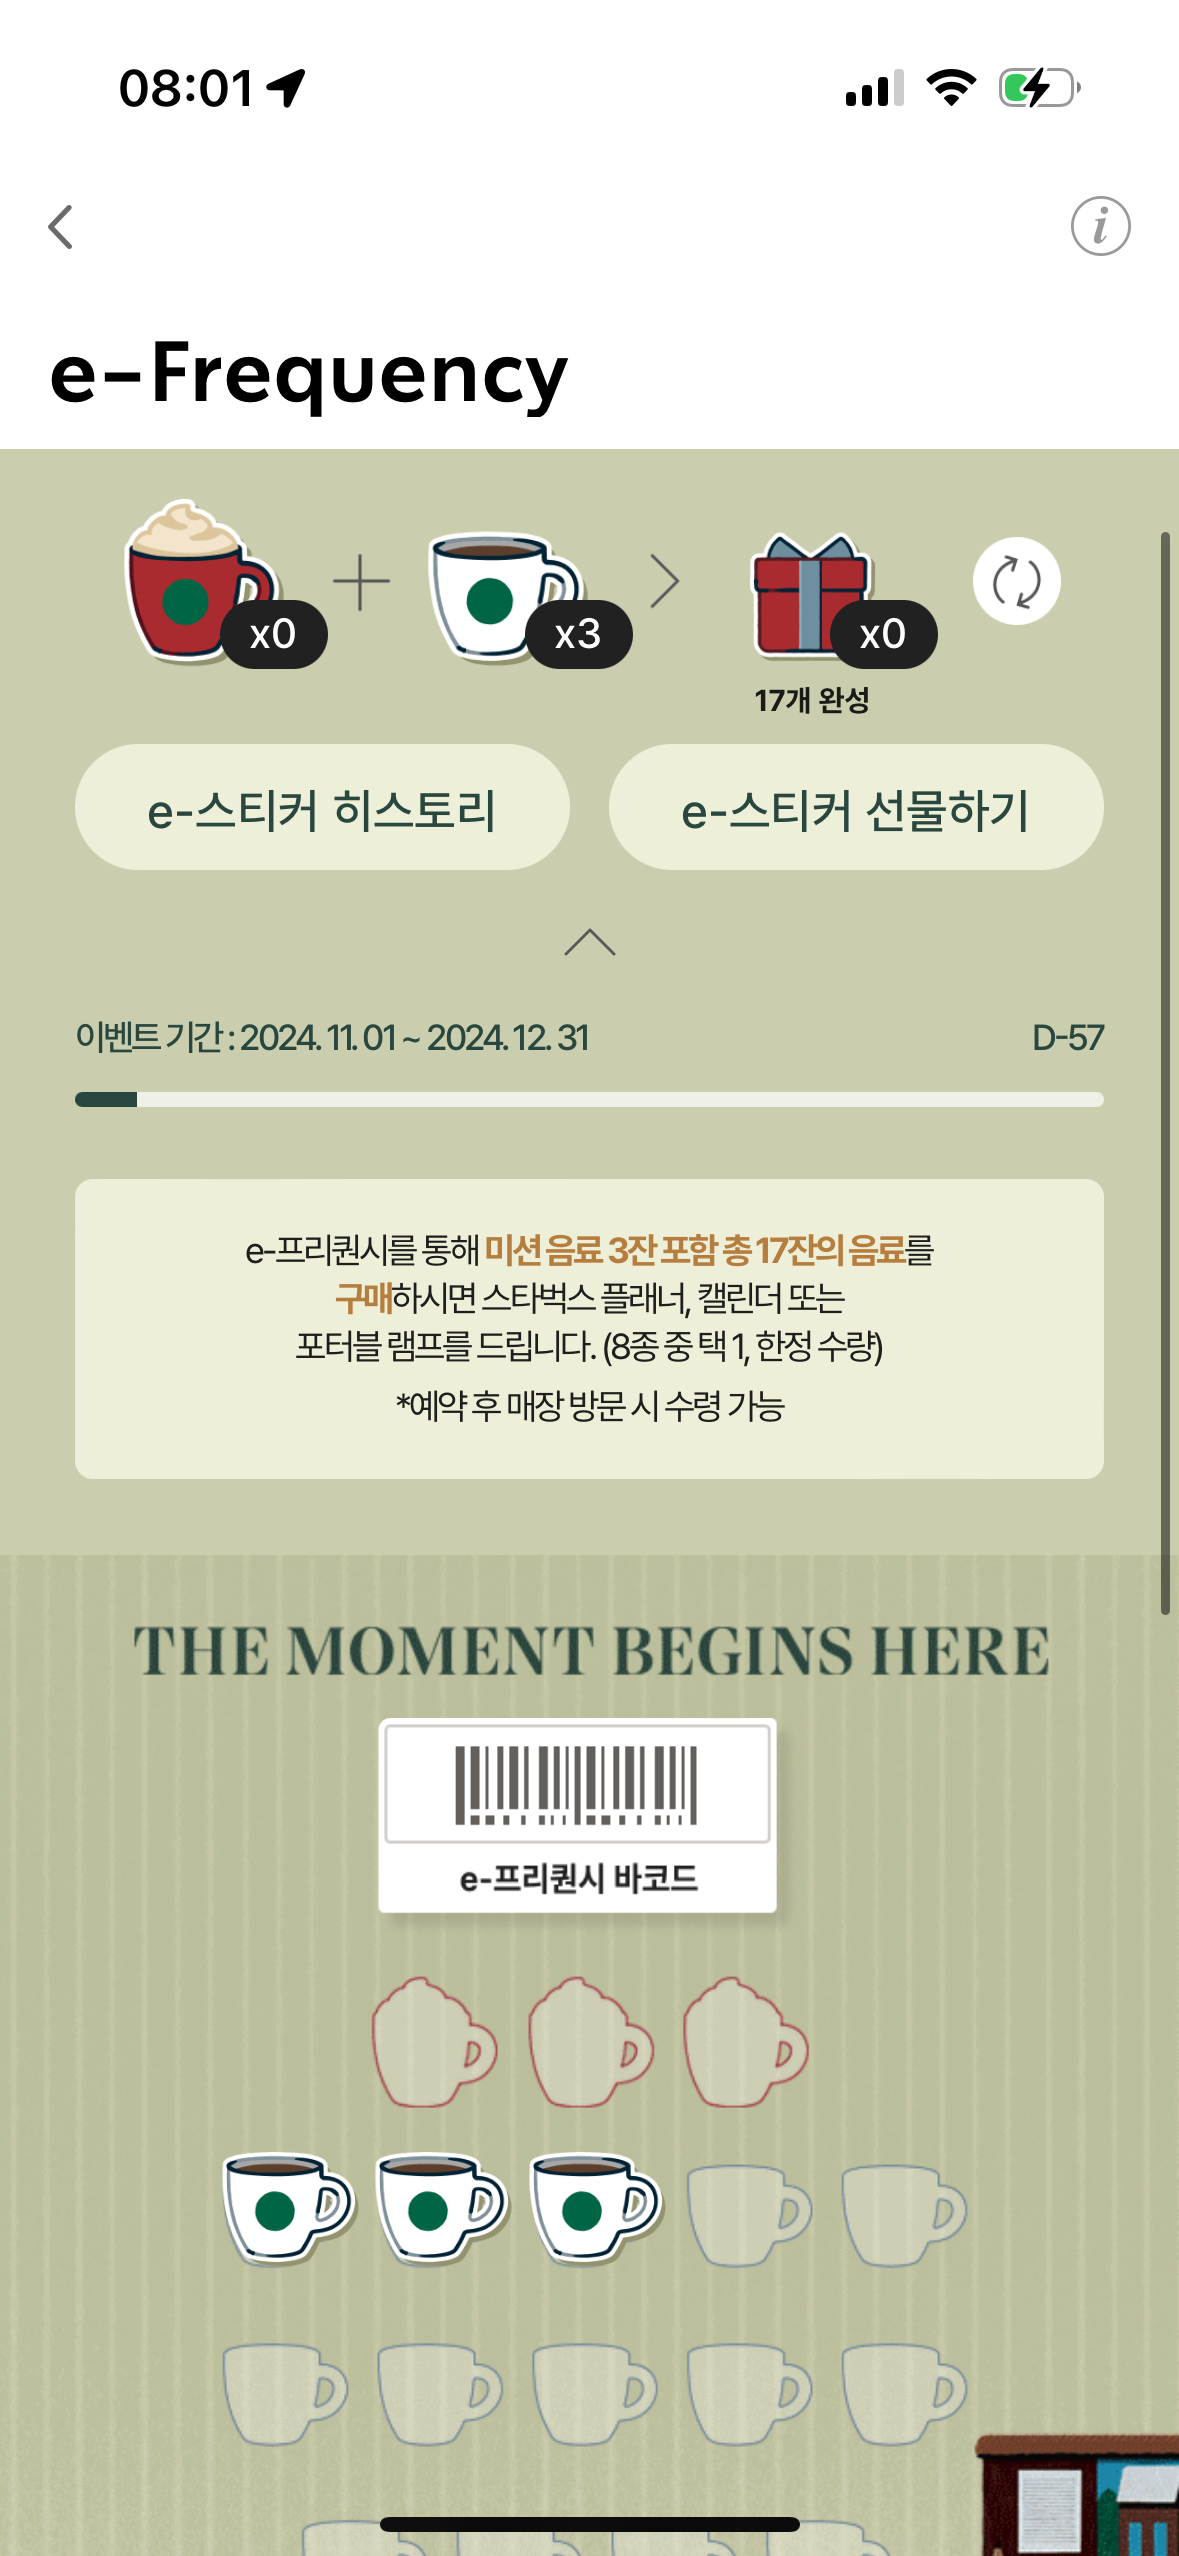 08:01
e-Frequency
x0
x3
x0
17개 완성
e-스티커 히스토리
e-스티커 선물하기
이벤트 기간 : 2024. 11. 01 ~ 2024. 12. 31
D-57
e-프리퀀시를 통해 미션 음료 3잔 포함 총 17잔의 음료를
구매하시면 스타벅스 플래너, 캘린더 또는
포터블 램프를 드립니다. (8종 중 택 1, 한정 수량)
*예약 후 매장 방문 시 수령 가능
THE MOMENT BEGINS HERE
e-프리퀀시 바코드